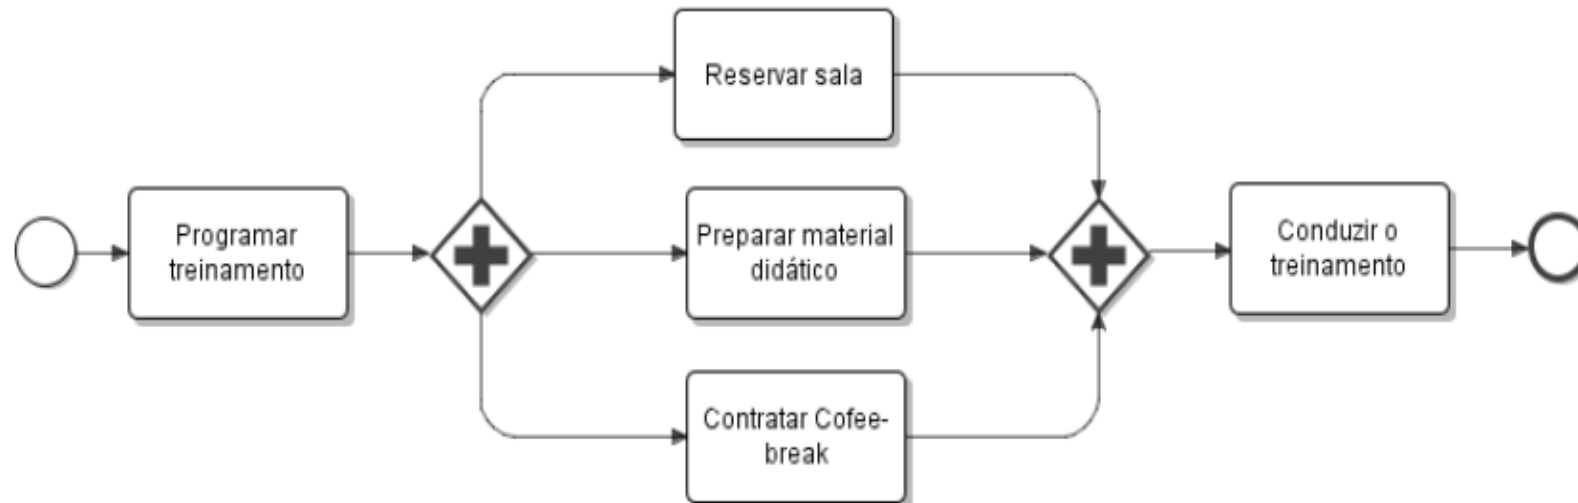 Reservar sala
Programar
treinamento
Preparar material
didático
Conduzir o
treinamento
Contratar Cofee-
break